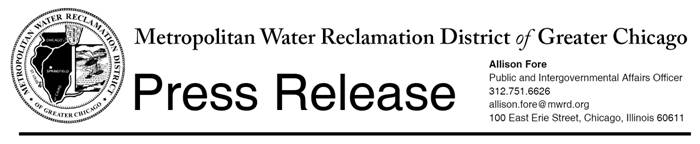 METROPOLITAN WATER RECLAMATION DISTRICT
OF GREATER CHICAGO
CHICAGO
SPRINGFIELD
Metropolitan Water Reclamation District of Greater Chicago
Press Release
Allison Fore
Public and Intergovernmental Affairs Officer
312.751.6626
allison.fore@mwrd.org
100 East Erie Street, Chicago, Illinois 60611